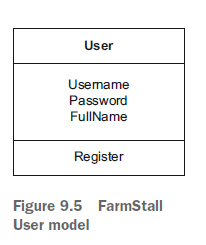 User
Username
Password
FullName
Register
Figure 9.5 FarmStall
User model